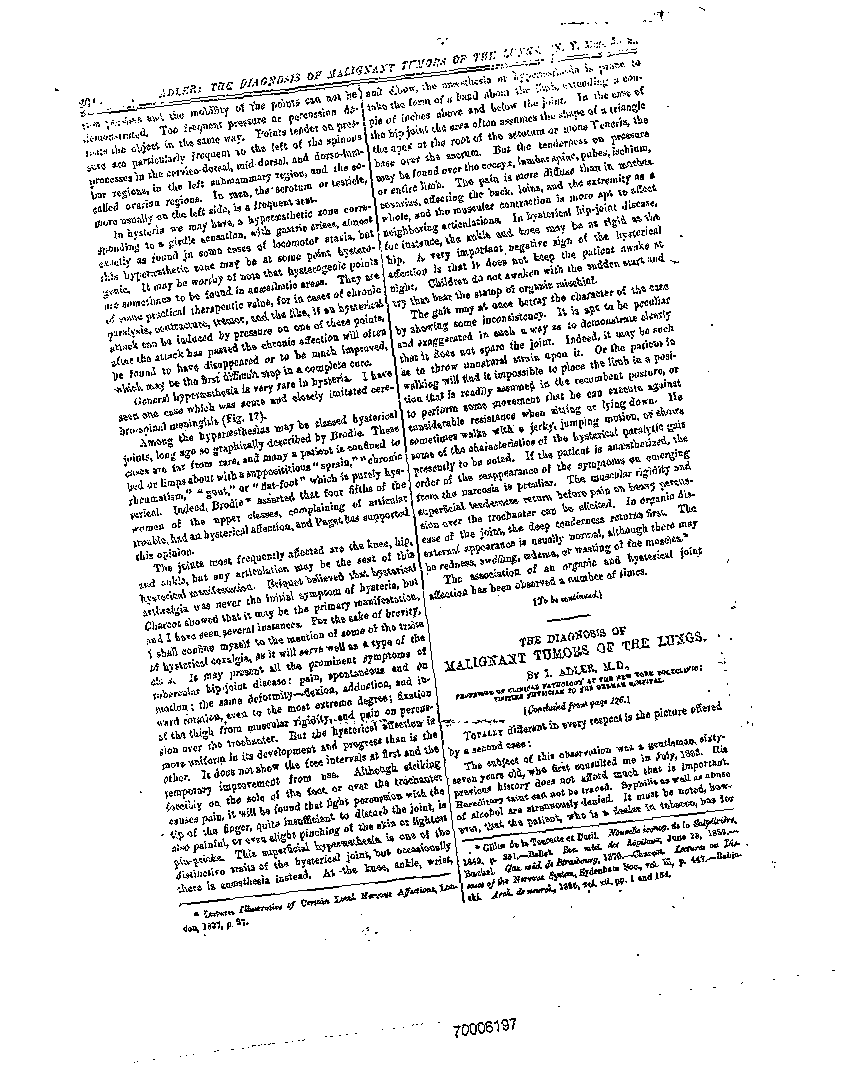 ADLER: THE DIAGNOSIS OF MALIGNANT TUMORS OF THE LUNGS.
and the mobility of the points can not be
demonstrated. Too frequent pressure or percussion de-
feats the object in the same way. Points tender on pres-
sure are particularly frequent to the left of the spinous
processes in the cervico-dorsal, mid-dorsal, and dorso-lum-
bar regions, in the left submammary region, and the so-
called ovarian regions. In men, the scrotum or testicle,
more usually on the left side, is a frequent seat.
In hysteria we may have a hyperæsthetic zone corre-
sponding to a girdle sensation, with gastric crises, almost
exactly as found in some cases of locomotor ataxia, but
this hyperæsthetic zone may be at some point hystero-
genic. It may be worthy of note that hysterogenic points
are sometimes to be found in anæsthetic areas. They are
of some practical therapeutic value, for in cases of chronic
paralysis, contracture, tremor, and the like, if an hysterical
attack can be induced by pressure on one of these points,
after the attack has passed the chronic affection will often
be found to have disappeared or to be much improved,
which may be the first difficult step in a complete cure.
General hyperæsthesia is very rare in hysteria. I have
seen one case which was acute and closely imitated cere-
bro-spinal meningitis (Fig. 17).
Among the hyperæsthesias may be classed hysterical
joints, long ago so graphically described by Brodie. These
cases are far from rare, and many a patient is confined to
bed or limps about with a supposititious "sprain," "chronic
rheumatism," "gout," or "flat-foot" which is purely hys-
terical. Indeed, Brodie* asserted that four fifths of the
women of the upper classes, complaining of articular
trouble, had an hysterical affection, and Paget has supported
this opinion.
The joints most frequently affected are the knee, hip,
and ankle, but any articulation may be the seat of this
hysterical manifestation. Briquet believed that hysterical
arthralgia was never the initial symptom of hysteria, but
Charcot showed that it may be the primary manifestation,
and I have seen several instances. For the sake of brevity,
I shall confine myself to the mention of some of the traits
of hysterical coxalgia, as it will serve well as a type of the
class. It may present all the prominent symptoms of
tubercular hip-joint disease: pain, spontaneous and on
motion; the same deformity—flexion, adduction, and in-
ward rotation, even to the most extreme degree; fixation
of the thigh from muscular rigidity, and pain on percus-
sion over the trochanter. But the hysterical affection is
more uniform in its development and progress than is the
other. It does not show the free intervals at first and the
temporary improvement from use. Although striking
forcibly on the sole of the foot or over the trochanter
causes pain, it will be found that light percussion with the
tip of the finger, quite insufficient to disturb the joint, is
also painful, or even slight pinching of the skin or lightest
pin-pricks. This superficial hyperæsthesia is one of the
distinctive traits of the hysterical joint, but occasionally
there is anæsthesia instead. At the knee, ankle, wrist,
* Lectures Illustrative of Certain Local Nervous Affections, Lon-
don, 1837, p. 37.
and elbow, the anæsthesia or hyperæsthesia is prone to
take the form of a band about the limb, extending a cou-
ple of inches above and below the joint. In the case of
the hip joint the area often assumes the shape of a triangle
the apex at the root of the scrotum or mons Veneris, the
base over the sacrum. But the tenderness on pressure
may be found over the coccyx, lumbar spine, pubes, ischium,
or entire limb. The pain is more diffuse than in
affecting the back, loins, and the extremity as a
whole, and the muscular contraction is more apt to affect
neighboring articulations. In hysterical hip-joint disease,
for instance, the ankle and knee may be as rigid as the
hip. A very important negative sign of the hysterical
affection is that it does not keep the patient awake at
night. Children do not awaken with the sudden start and
cry that bear the stamp of organic mischief.
The gait may at once betray the character of the case
by showing some inconsistency. It is apt to be peculiar
and exaggerated in such a way as to demonstrate clearly
that it does not spare the joint. Indeed, it may be such
as to throw unnatural strain upon it. Or the patient in
walking will find it impossible to place the limb in a posi-
tion that is readily assumed in the recumbent posture, or
to perform some movement that he can execute against
considerable resistance when sitting or lying down. He
sometimes walks with a jerky, jumping motion, or shows
some of the characteristics of the hysterical paralytic gait
presently to be noted. If the patient is anæsthetized, the
order of the reappearance of the symptoms on emerging
from the narcosis is peculiar. The muscular rigidity and
superficial tenderness return before pain on heavy percus-
sion over the trochanter can be elicited. In organic dis-
ease of the joint, the deep tenderness returns first. The
external appearance is usually normal, although there may
be redness, swelling, œdema, or wasting of the muscles.*
The association of an organic and hysterical joint
affection has been observed a number of times.
(To be continued.)
THE DIAGNOSIS OF
MALIGNANT TUMORS OF THE LUNGS.
BY I. ADLER, M.D.,
PROFESSOR OF CLINICAL PATHOLOGY AT THE NEW YORK POLYCLINIC;
VISITING PHYSICIAN TO THE GERMAN HOSPITAL.
(Concluded from page 126.)
TOTALLY different in every respect is the picture offered
by a second case:
The subject of this observation was a gentleman, sixty-
seven years old, who first consulted me in July, 1893. His
previous history does not afford much that is important.
Hereditary taint can not be traced. Syphilis as well as abuse
of alcohol are strenuously denied. It must be noted, how-
ever, that the patient, who is a dealer in tobacco, has for
* Gilles de la Tourette et Dutil. Nouvelle iconog. de la Salpêtrière,
p. 251.—Ballet. Soc. méd. des hôpitaux, June 28,
Gaz. méd. de Strasbourg, 1870.—Charcot. Lectures on Dis-
eases of the Nervous System, Sydenham Soc., vol. iii, p. 447.—Babin-
ski. Arch. de neurol., 1886, vol. xii, pp. 1 and 154.
70006197